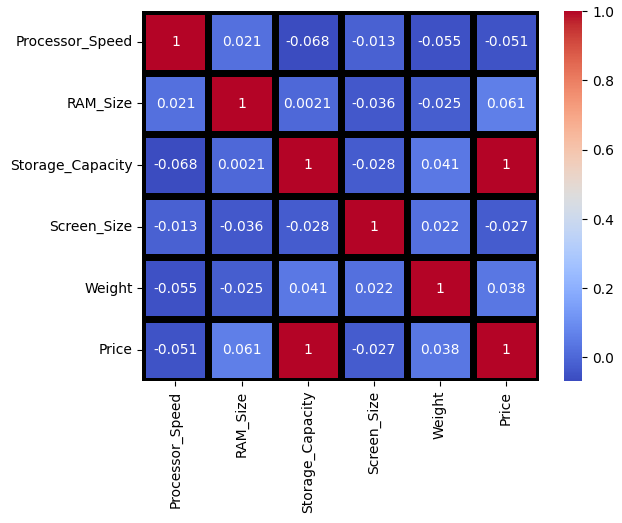 Processor_Speed 1 0.021 -0.068 -0.013 -0.055 -0.051
RAM_Size 0.021 1 0.0021 -0.036 -0.025 0.061
Storage_Capacity -0.068 0.0021 1 -0.028 0.041 1
Screen_Size -0.013 -0.036 -0.028 1 0.022 -0.027
Weight -0.055 -0.025 0.041 0.022 1 0.038
Price -0.051 0.061 1 -0.027 0.038 1
Processor_Speed
RAM_Size
Storage_Capacity
Screen_Size
Weight
Price
1.0
0.8
0.6
0.4
0.2
0.0